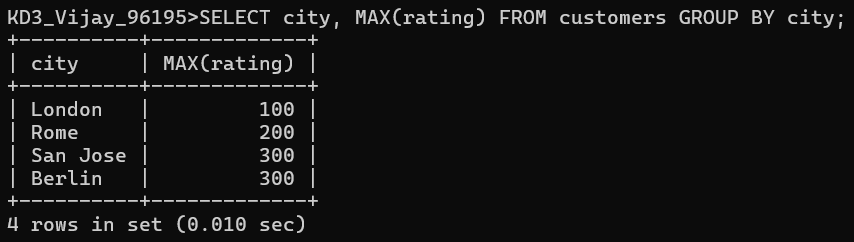 KD3_Vijay_96195>SELECT city, MAX(rating) FROM customers GROUP BY city;
+----------+-------------+
| city     | MAX(rating) |
+----------+-------------+
| London   |         100 |
| Rome     |         200 |
| San Jose |         300 |
| Berlin   |         300 |
+----------+-------------+
4 rows in set (0.010 sec)